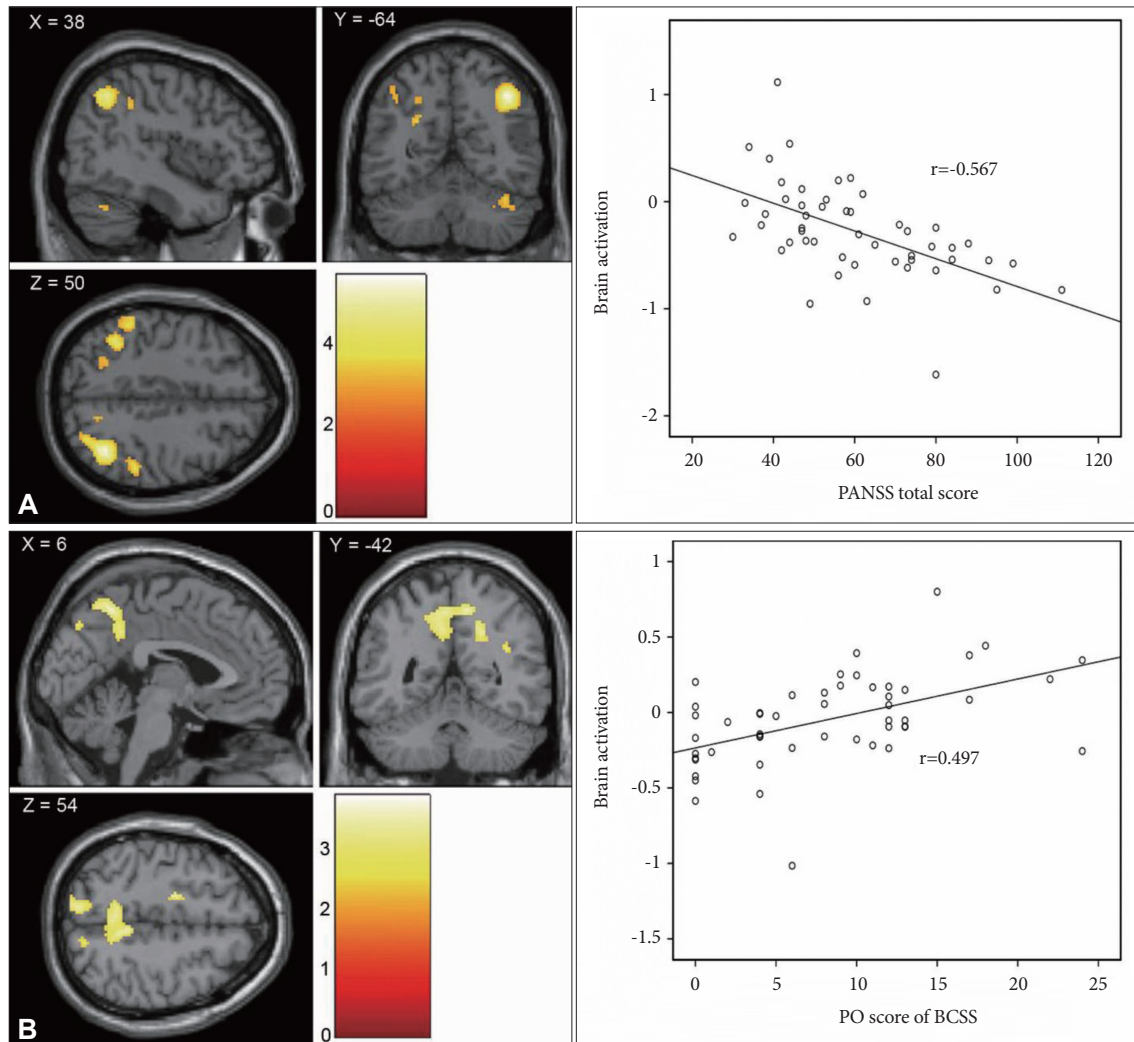 X = 38
Y = -64
Z = 50
4
2
0
A
1
0
-1
-2
Brain activation
r=-0.567
20 40 60 80 100 120
PANSS total score
X = 6
Y = -42
Z = 54
3
2
1
0
B
1
0.5
0
-0.5
-1
-1.5
Brain activation
r=0.497
0 5 10 15 20 25
PO score of BCSS